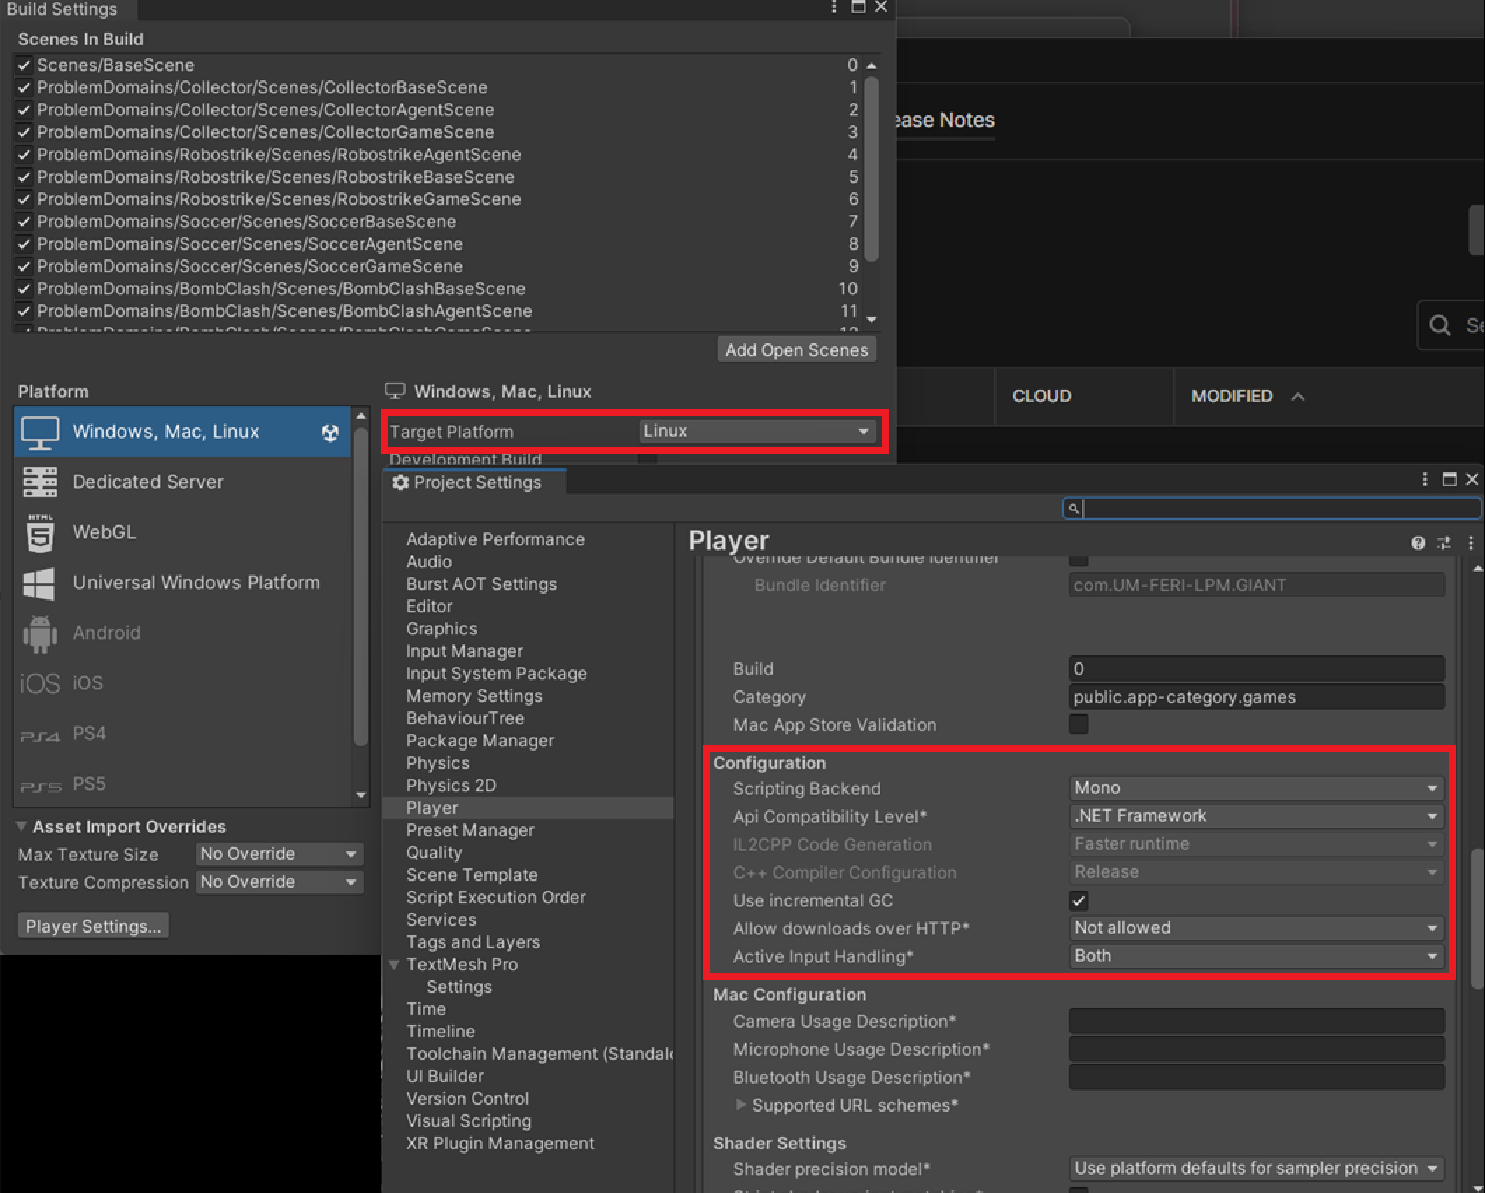 Build Settings
Scenes In Build
Scenes/BaseScene 0
ProblemDomains/Collector/Scenes/CollectorBaseScene 1
ProblemDomains/Collector/Scenes/CollectorAgentScene 2
ProblemDomains/Collector/Scenes/CollectorGameScene 3
ProblemDomains/Robostrike/Scenes/RobostrikeAgentScene 4
ProblemDomains/Robostrike/Scenes/RobostrikeBaseScene 5
ProblemDomains/Robostrike/Scenes/RobostrikeGameScene 6
ProblemDomains/Soccer/Scenes/SoccerBaseScene 7
ProblemDomains/Soccer/Scenes/SoccerAgentScene 8
ProblemDomains/Soccer/Scenes/SoccerGameScene 9
ProblemDomains/BombClash/Scenes/BombClashBaseScene 10
ProblemDomains/BombClash/Scenes/BombClashAgentScene 11
ProblemDomains/BombClash/Scenes/BombClashGameScene 12
Add Open Scenes
ease Notes
Se
CLOUD
MODIFIED
Platform
Windows, Mac, Linux
Dedicated Server
HTML
WebGL
Universal Windows Platform
Android
iOS iOS
PS4 PS4
PS5 PS5
Asset Import Overrides
Max Texture Size No Override
Texture Compression No Override
Player Settings...
Windows, Mac, Linux
Target Platform Linux
Development Build
Project Settings
Adaptive Performance
Audio
Burst AOT Settings
Editor
Graphics
Input Manager
Input System Package
Memory Settings
BehaviourTree
Package Manager
Physics
Physics 2D
Player
Preset Manager
Quality
Scene Template
Script Execution Order
Services
Tags and Layers
TextMesh Pro
Settings
Time
Timeline
Toolchain Management (Standal
UI Builder
Version Control
Visual Scripting
XR Plugin Management
Player
Override Default Bundle Identifier
Bundle Identifier com.UM-FERI-LPM.GIANT
Build 0
Category public.app-category.games
Mac App Store Validation
Configuration
Scripting Backend Mono
Api Compatibility Level* .NET Framework
IL2CPP Code Generation Faster runtime
C++ Compiler Configuration Release
Use incremental GC
Allow downloads over HTTP* Not allowed
Active Input Handling* Both
Mac Configuration
Camera Usage Description*
Microphone Usage Description*
Bluetooth Usage Description*
Supported URL schemes*
Shader Settings
Shader precision model* Use platform defaults for sampler precision